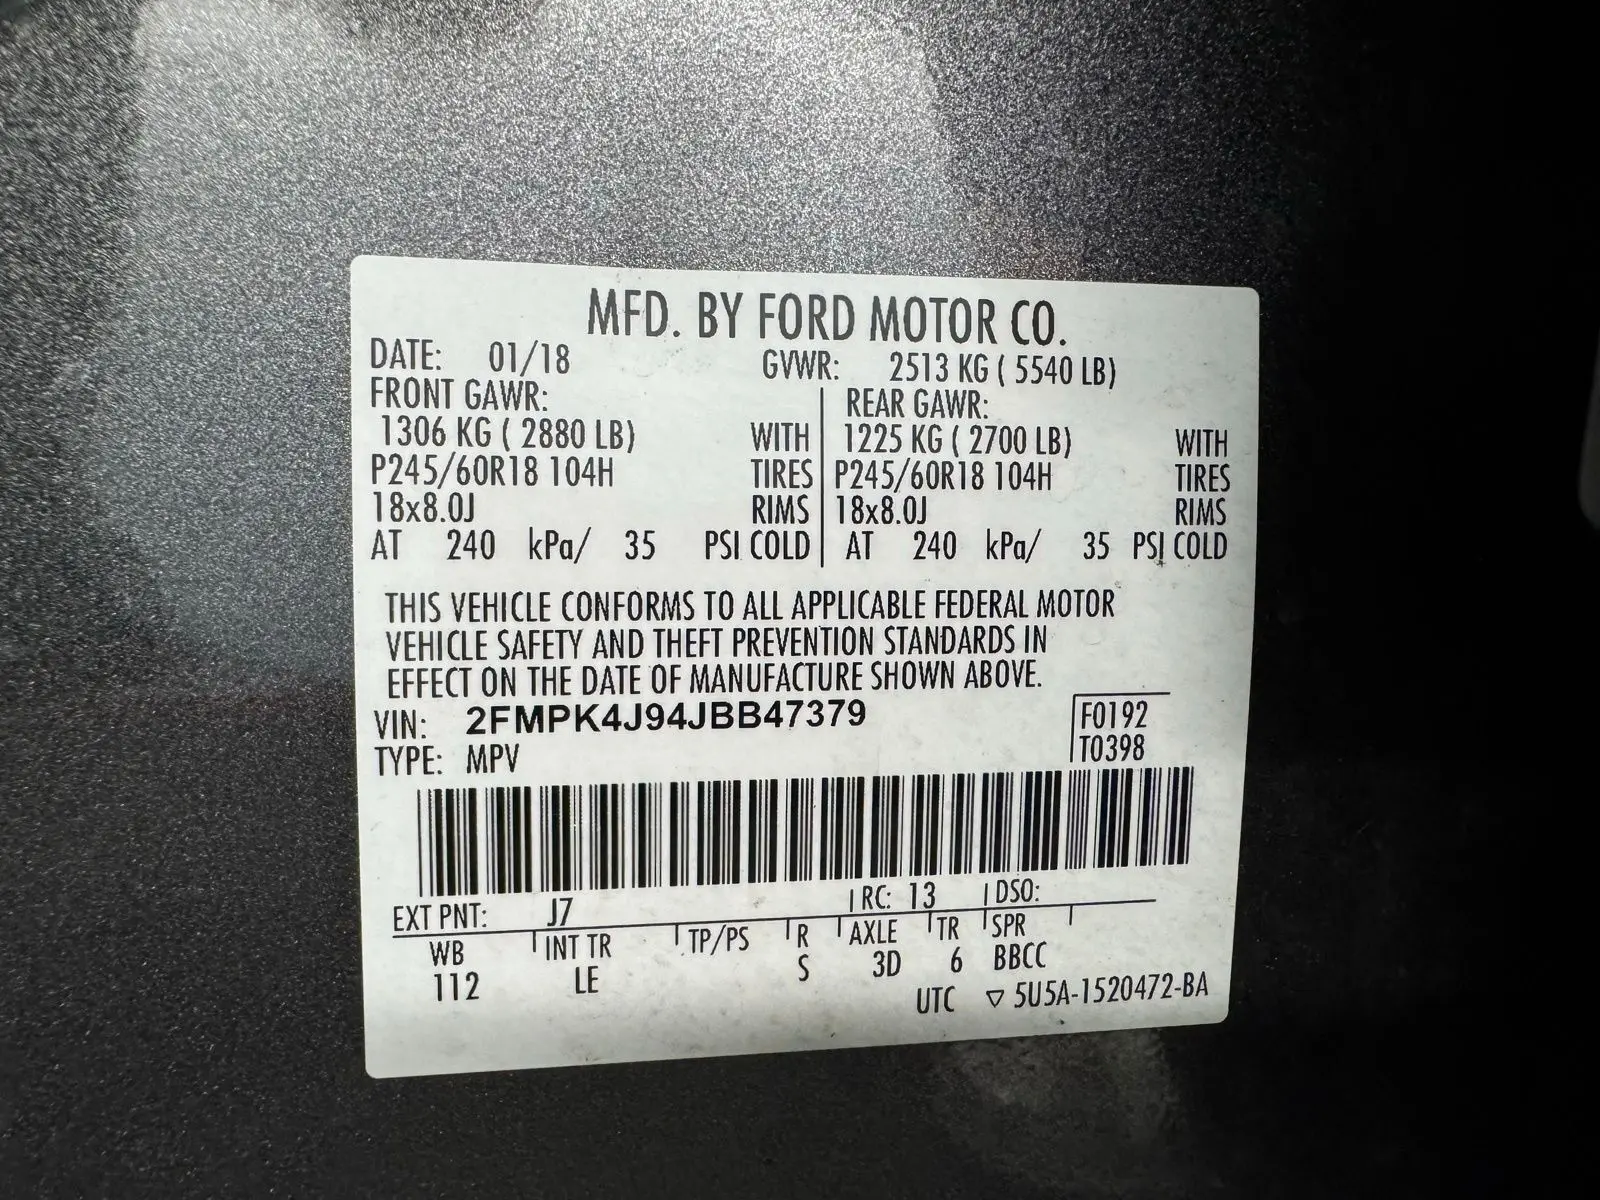 MFD. BY FORD MOTOR CO.
DATE: 01/18 GVWR: 2513 KG ( 5540 LB)
FRONT GAWR: REAR GAWR:
1306 KG ( 2880 LB) WITH 1225 KG ( 2700 LB) WITH
P245/60R18 104H TIRES P245/60R18 104H TIRES
18x8.0J RIMS 18x8.0J RIMS
AT 240 kPa/ 35 PSI COLD AT 240 kPa/ 35 PSI COLD
THIS VEHICLE CONFORMS TO ALL APPLICABLE FEDERAL MOTOR
VEHICLE SAFETY AND THEFT PREVENTION STANDARDS IN
EFFECT ON THE DATE OF MANUFACTURE SHOWN ABOVE.
VIN: 2FMPK4J94JBB47379 F0192
TYPE: MPV T0398
EXT PNT: J7 RC: 13 DSO:
WB INT TR TP/PS R AXLE TR SPR
112 LE S 3D 6 BBCC
UTC ▽ 5U5A-1520472-BA